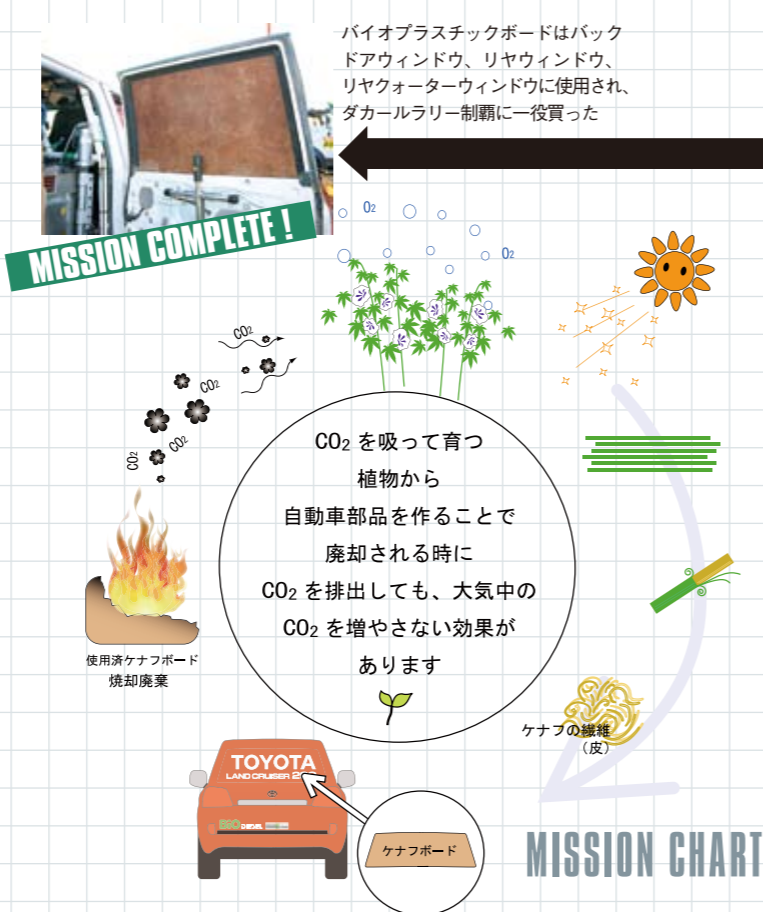 バイオプラスチックボードはバック
ドアウィンドウ、リヤウィンドウ、
リヤクォーターウィンドウに使用され、
ダカールラリー制覇に一役買った
MISSION COMPLETE !
O2
O2
CO2
CO2
CO2
CO2
CO2 を吸って育つ
植物から
自動車部品を作ることで
廃却される時に
CO2 を排出しても、大気中の
CO2 を増やさない効果が
あります
使用済ケナフボード
焼却廃棄
ケナフの繊維
（皮）
TOYOTA
LAND CRUISER
BIO DIESEL
ケナフボード
MISSION CHART